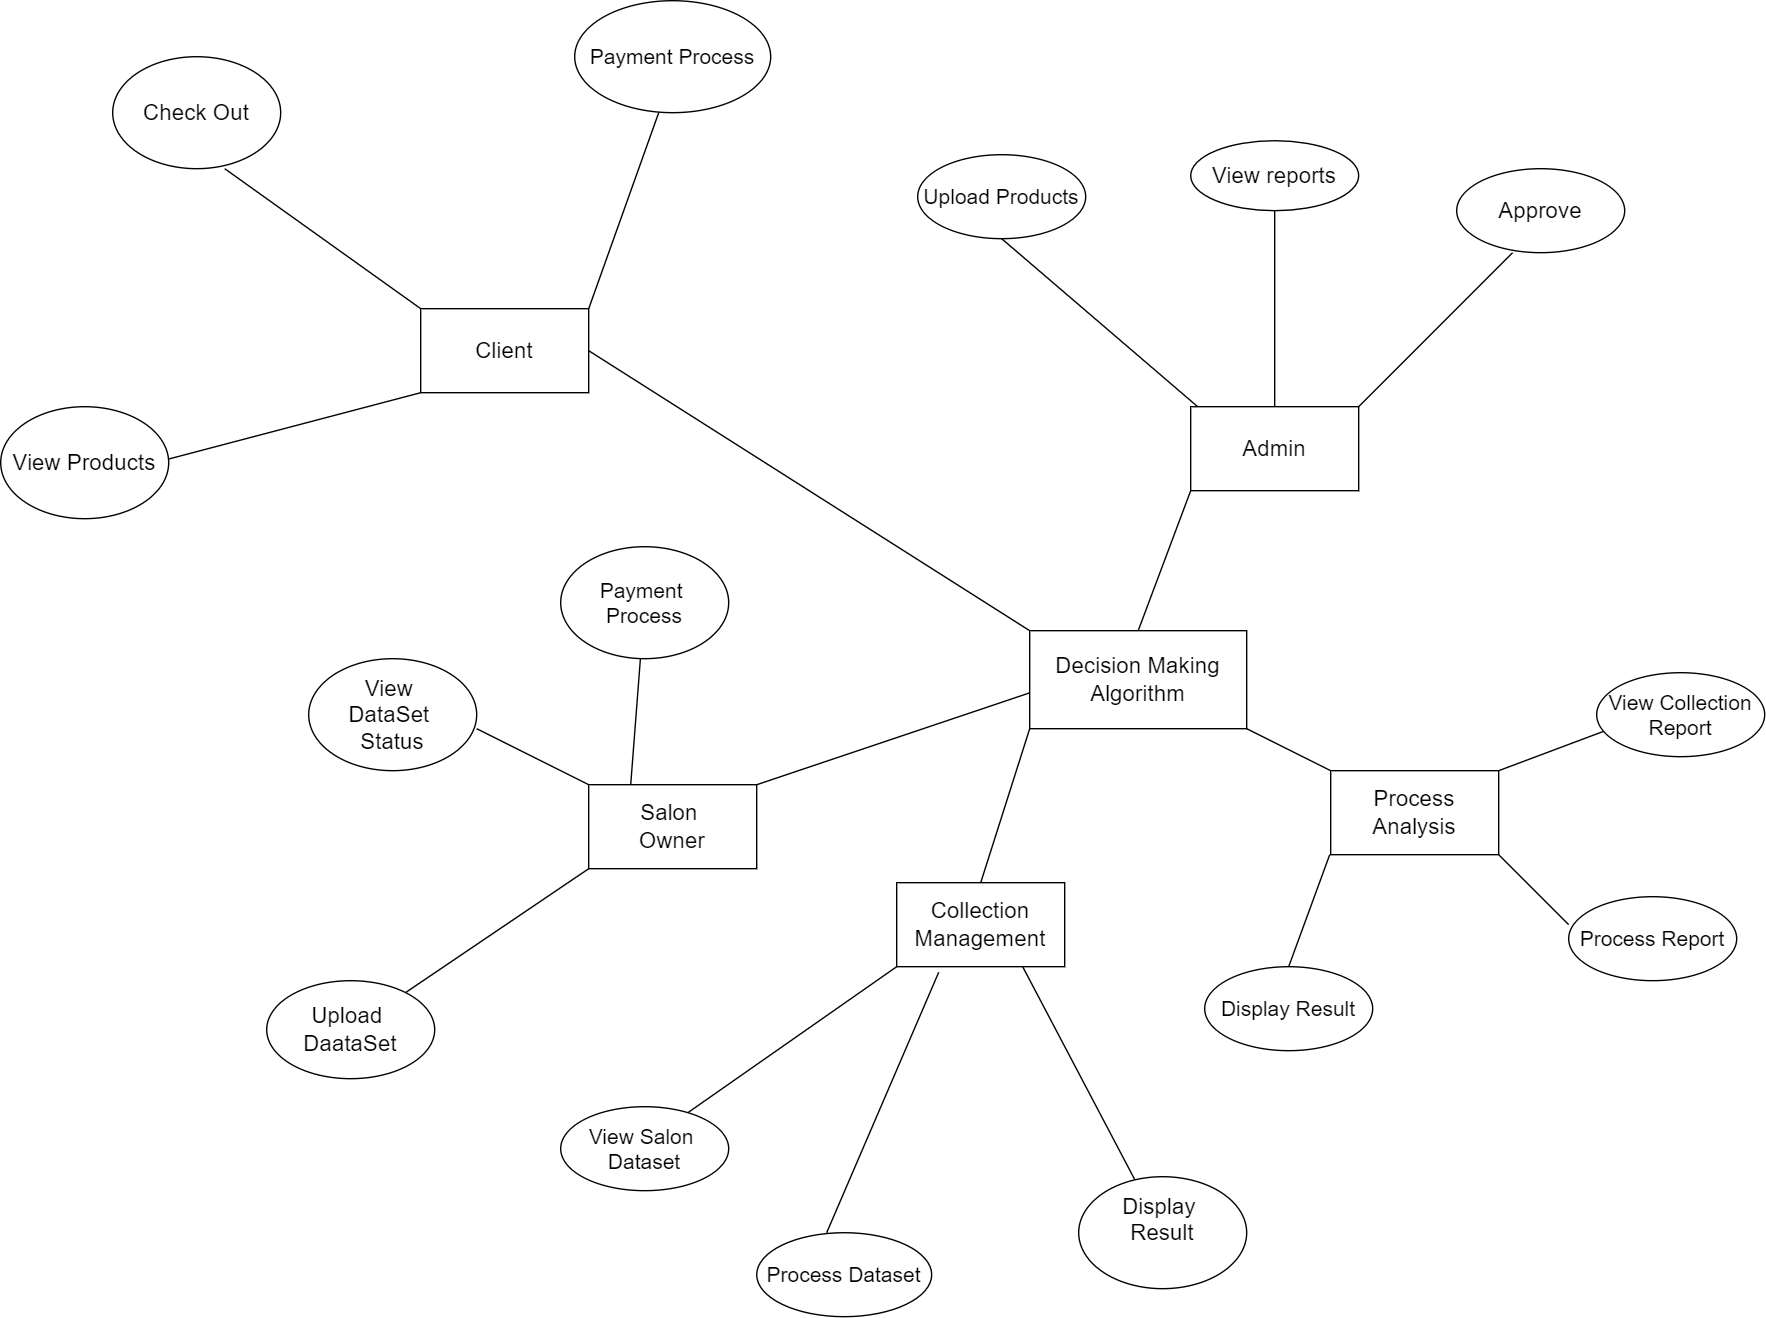 Payment Process
Check Out
View reports
Upload Products
Approve
Client
Admin
View Products
Payment
Process
Decision Making
Algorithm
View
DataSet
Status
View Collection
Report
Salon
Owner
Process
Analysis
Collection
Management
Process Report
Upload
DaataSet
Display Result
View Salon
Dataset
Display
Result
Process Dataset